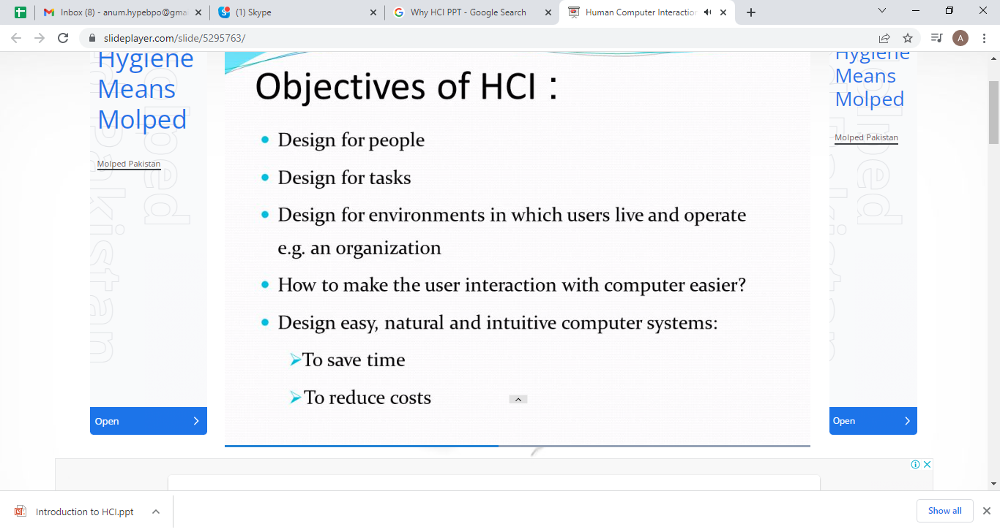 Inbox (8) - anum.hypebpo@gma
(1) Skype
Why HCI PPT - Google Search
Human Computer Interaction
slideplayer.com/slide/5295763/
A
Hygiene
Means
Molped
Molped Pakistan
Open
Objectives of HCI :
Design for people
Design for tasks
Design for environments in which users live and operate
e.g. an organization
How to make the user interaction with computer easier?
Design easy, natural and intuitive computer systems:
To save time
To reduce costs
Hygiene
Means
Molped
Molped Pakistan
Open
Introduction to HCI.ppt
Show all